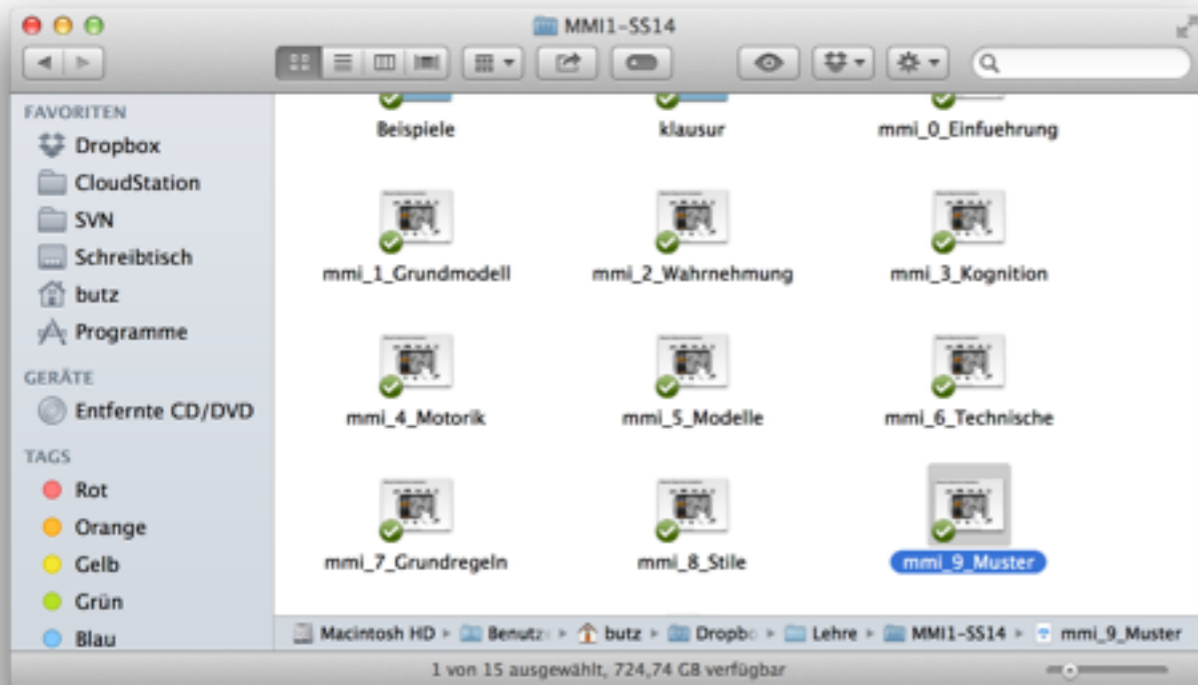 MMI1-SS14
FAVORITEN
Dropbox
CloudStation
SVN
Schreibtisch
butz
Programme
GERÄTE
Entfernte CD/DVD
TAGS
Rot
Orange
Gelb
Grün
Blau
Beispiele klausur mmi_0_Einfuehrung
mmi_1_Grundmodell mmi_2_Wahrnehmung mmi_3_Kognition
mmi_4_Motorik mmi_5_Modelle mmi_6_Technische
mmi_7_Grundregeln mmi_8_Stile mmi_9_Muster
Macintosh HD ▸ Benutz ▸ butz ▸ Dropb ▸ Lehre ▸ MMI1-SS14 ▸ mmi_9_Muster
1 von 15 ausgewählt, 724,74 GB verfügbar